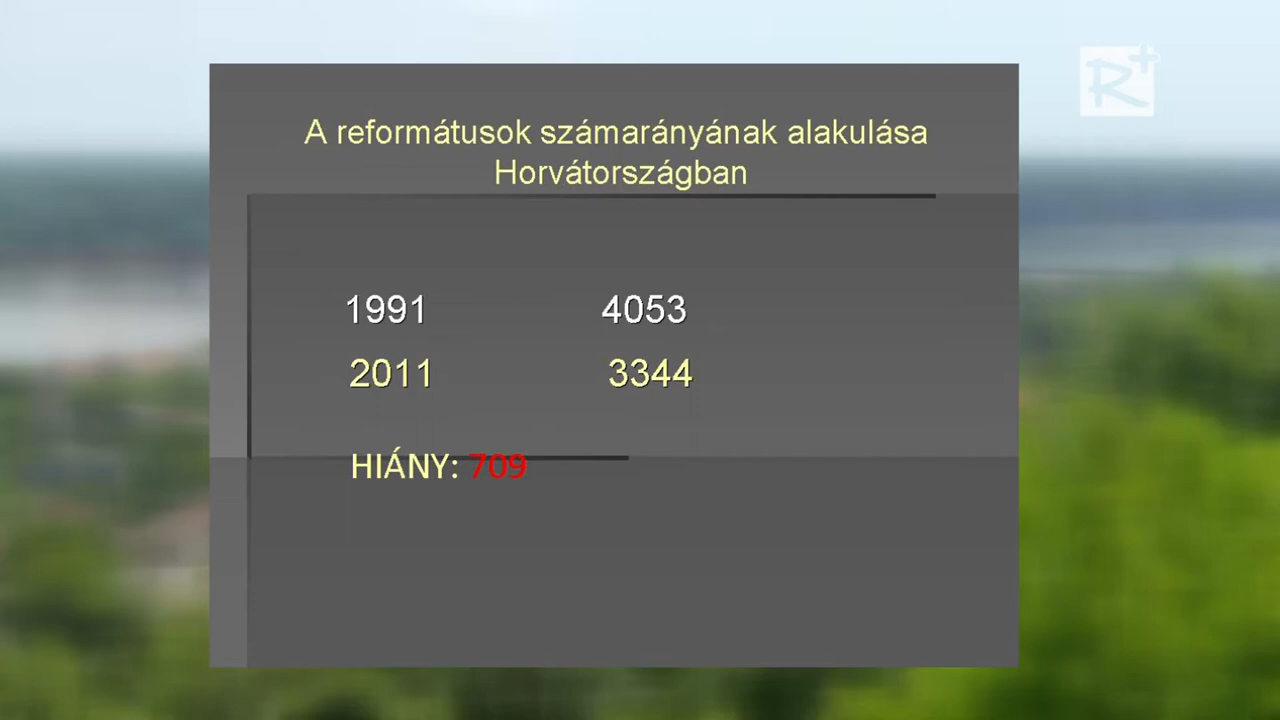 R+
A reformátusok számarányának alakulása
Horvátországban
1991 4053
2011 3344
HIÁNY: 709